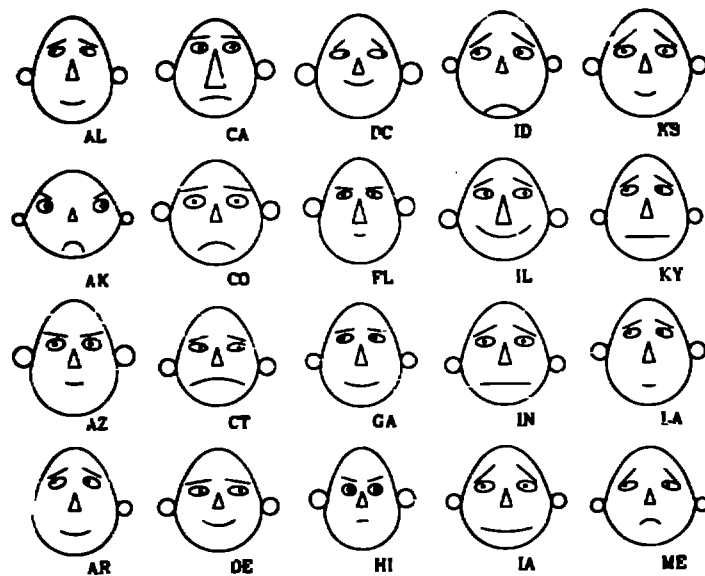 AL CA DC ID KS
AK CO FL IL KY
AZ CT GA IN LA
AR DE HI IA ME